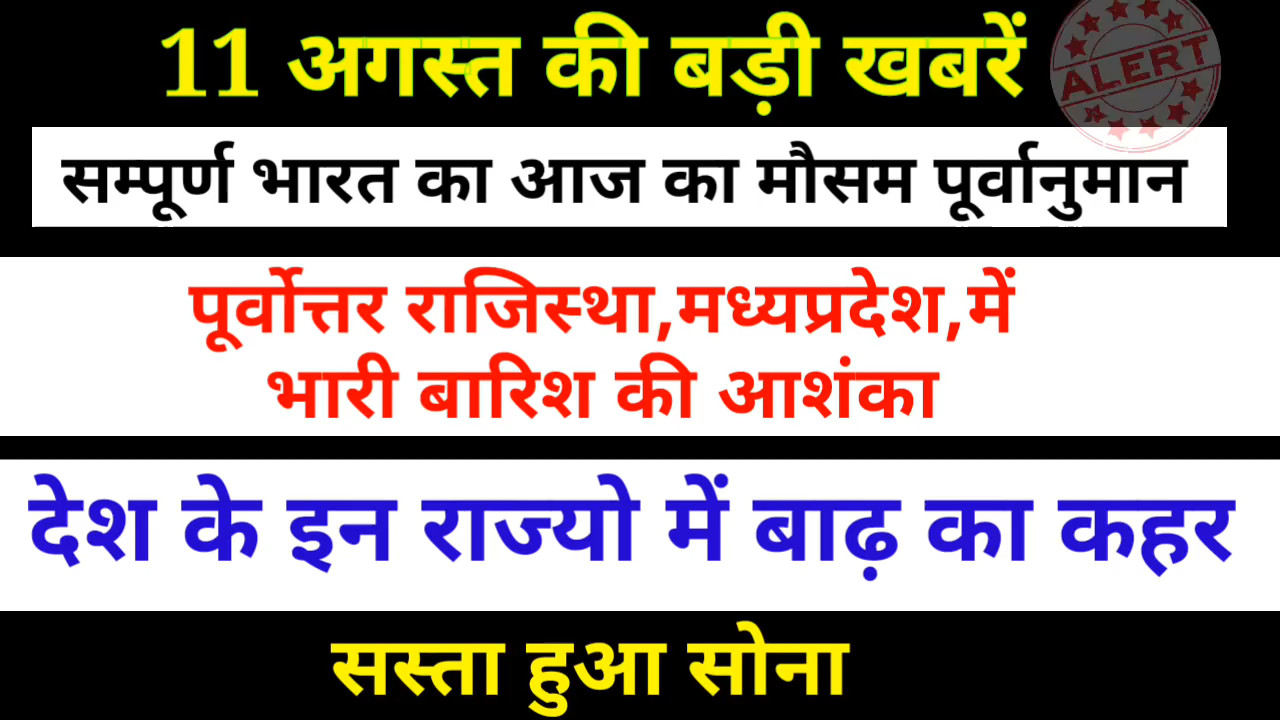 11 अगस्त की बड़ी खबरें
ALERT
सम्पूर्ण भारत का आज का मौसम पूर्वानुमान
पूर्वोत्तर राजिस्था,मध्यप्रदेश,में
भारी बारिश की आशंका
देश के इन राज्यो में बाढ़ का कहर
सस्ता हुआ सोना